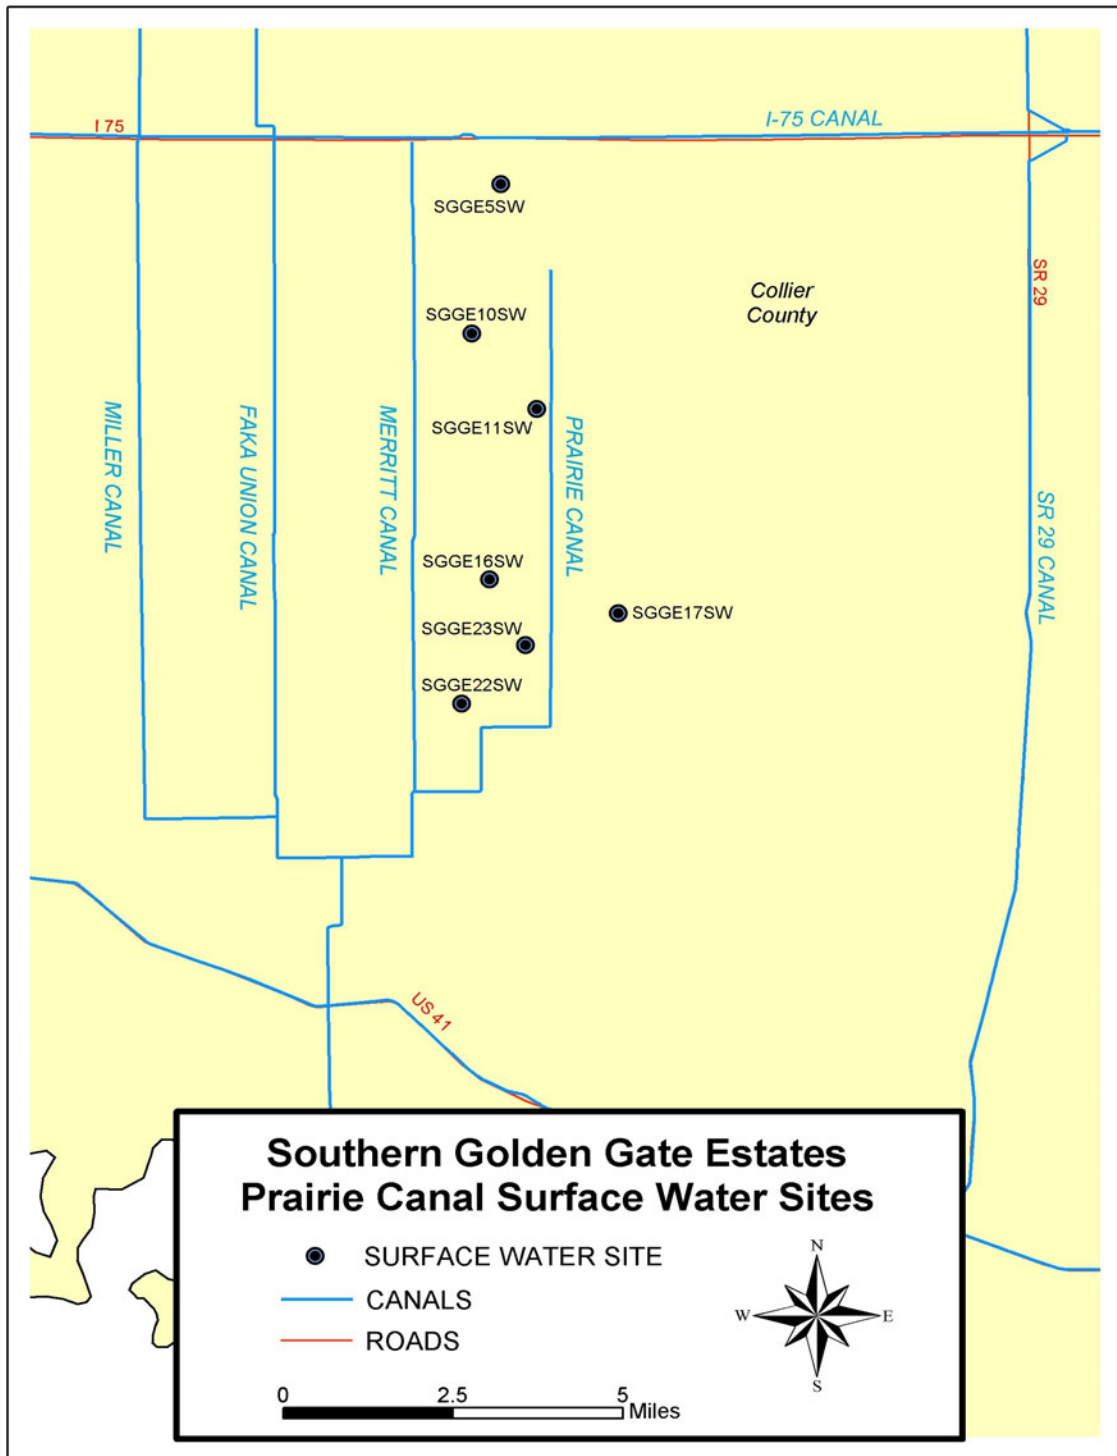 I 75
I-75 CANAL
SGGE5SW
SR 29
Collier
County
SGGE10SW
MILLER CANAL
FAKA UNION CANAL
MERRITT CANAL
SGGE11SW
PRAIRIE CANAL
SR 29 CANAL
SGGE16SW
SGGE17SW
SGGE23SW
SGGE22SW
US 41
Southern Golden Gate Estates
Prairie Canal Surface Water Sites
SURFACE WATER SITE
CANALS
ROADS
N
W E
S
0 2.5 5
Miles